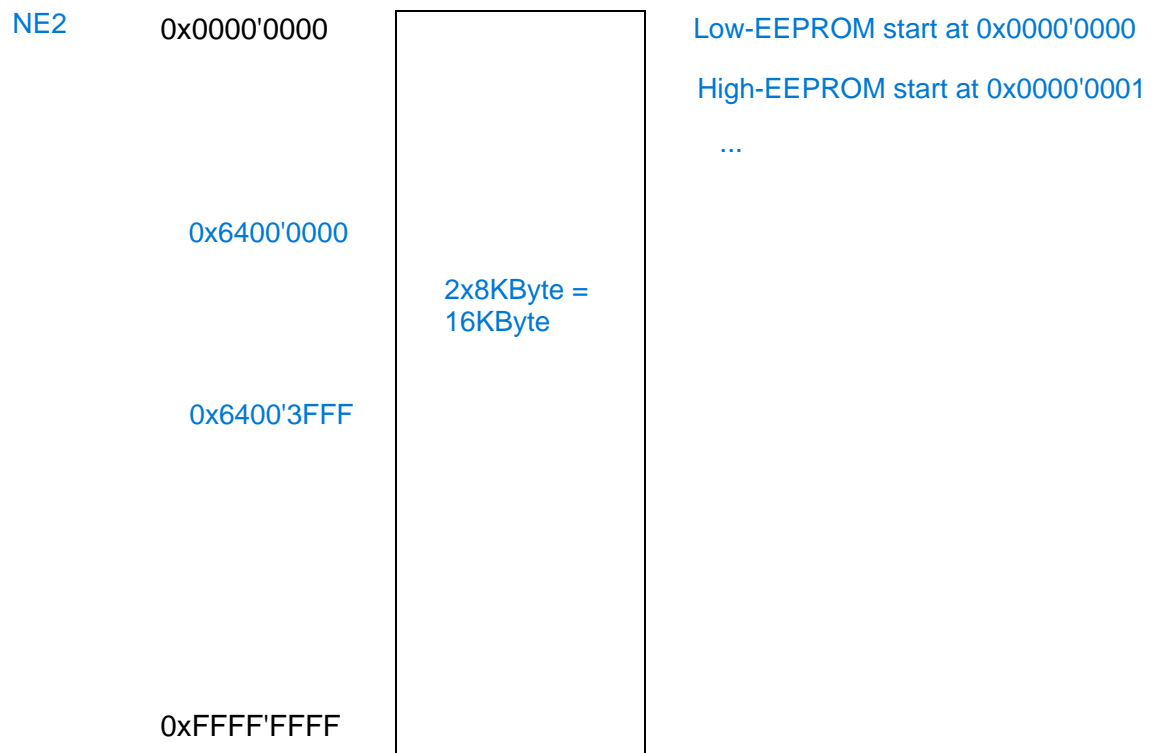 NE2
0x0000'0000
Low-EEPROM start at 0x0000'0000
High-EEPROM start at 0x0000'0001
...
0x6400'0000
2x8KByte =
16KByte
0x6400'3FFF
0xFFFF'FFFF